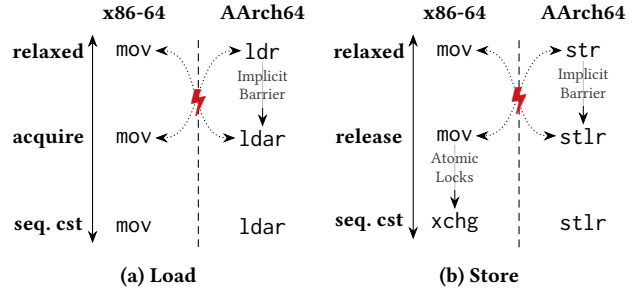 x86-64 AArch64
relaxed mov ldr
Implicit
Barrier
acquire mov ldar
seq. cst mov ldar
(a) Load
x86-64 AArch64
relaxed mov str
Implicit
Barrier
release mov stlr
Atomic
Locks
seq. cst xchg stlr
(b) Store